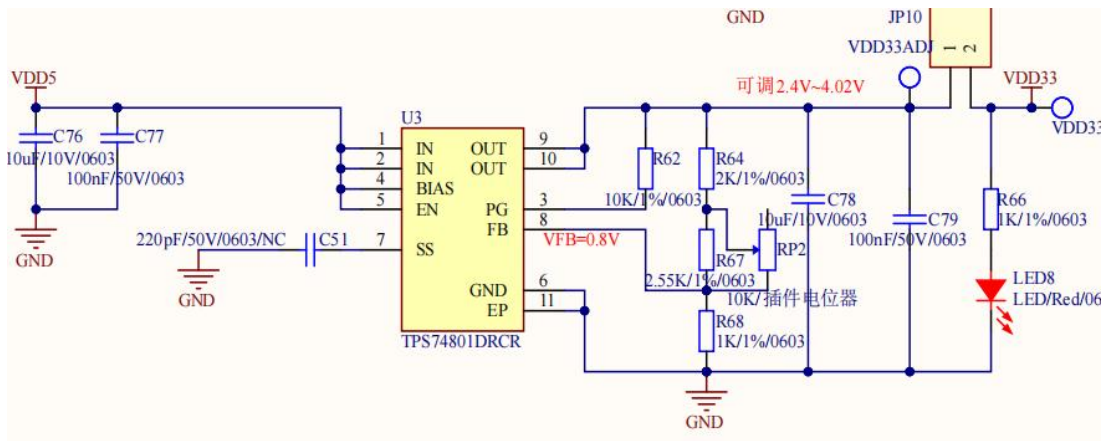 GND
JP10
VDD33ADJ
1
2
VDD5
可调2.4V~4.02V
VDD33
VDD33
C76
10uF/10V/0603
C77
100nF/50V/0603
U3
1
IN
OUT
9
2
IN
OUT
10
4
BIAS
5
EN
PG
3
FB
8
7
SS
GND
6
EP
11
TPS74801DRCR
GND
220pF/50V/0603/NC
C51
GND
VFB=0.8V
R62
10K/1%/0603
R64
2K/1%/0603
R67
2.55K/1%/0603
RP2
10K/插件电位器
R68
1K/1%/0603
C78
10uF/10V/0603
C79
100nF/50V/0603
R66
1K/1%/0603
LED8
LED/Red/06
GND